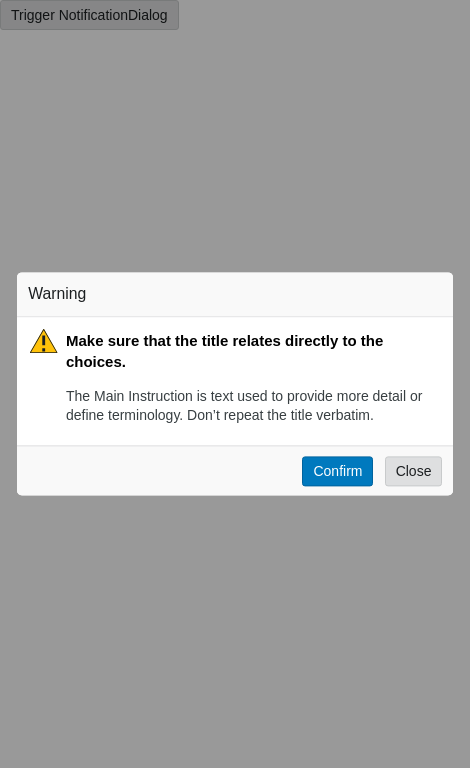 Trigger NotificationDialog
Warning
Make sure that the title relates directly to the
choices.
The Main Instruction is text used to provide more detail or
define terminology. Don’t repeat the title verbatim.
Confirm
Close